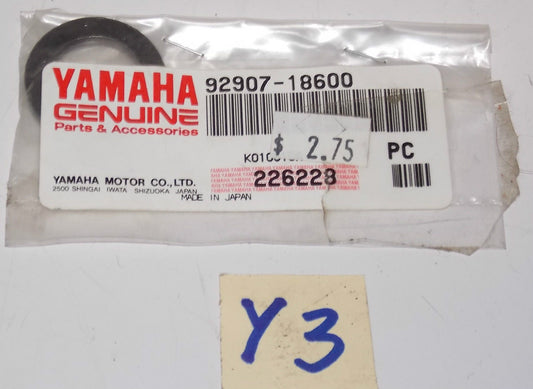 YAMAHA
GENUINE
Parts & Accessories
92907-18600
$ 2.75
PC
YAMAHA MOTOR CO.,LTD.
2500 SHINGAI IWATA SHIZUOKA JAPAN
MADE IN JAPAN
226228
Y3